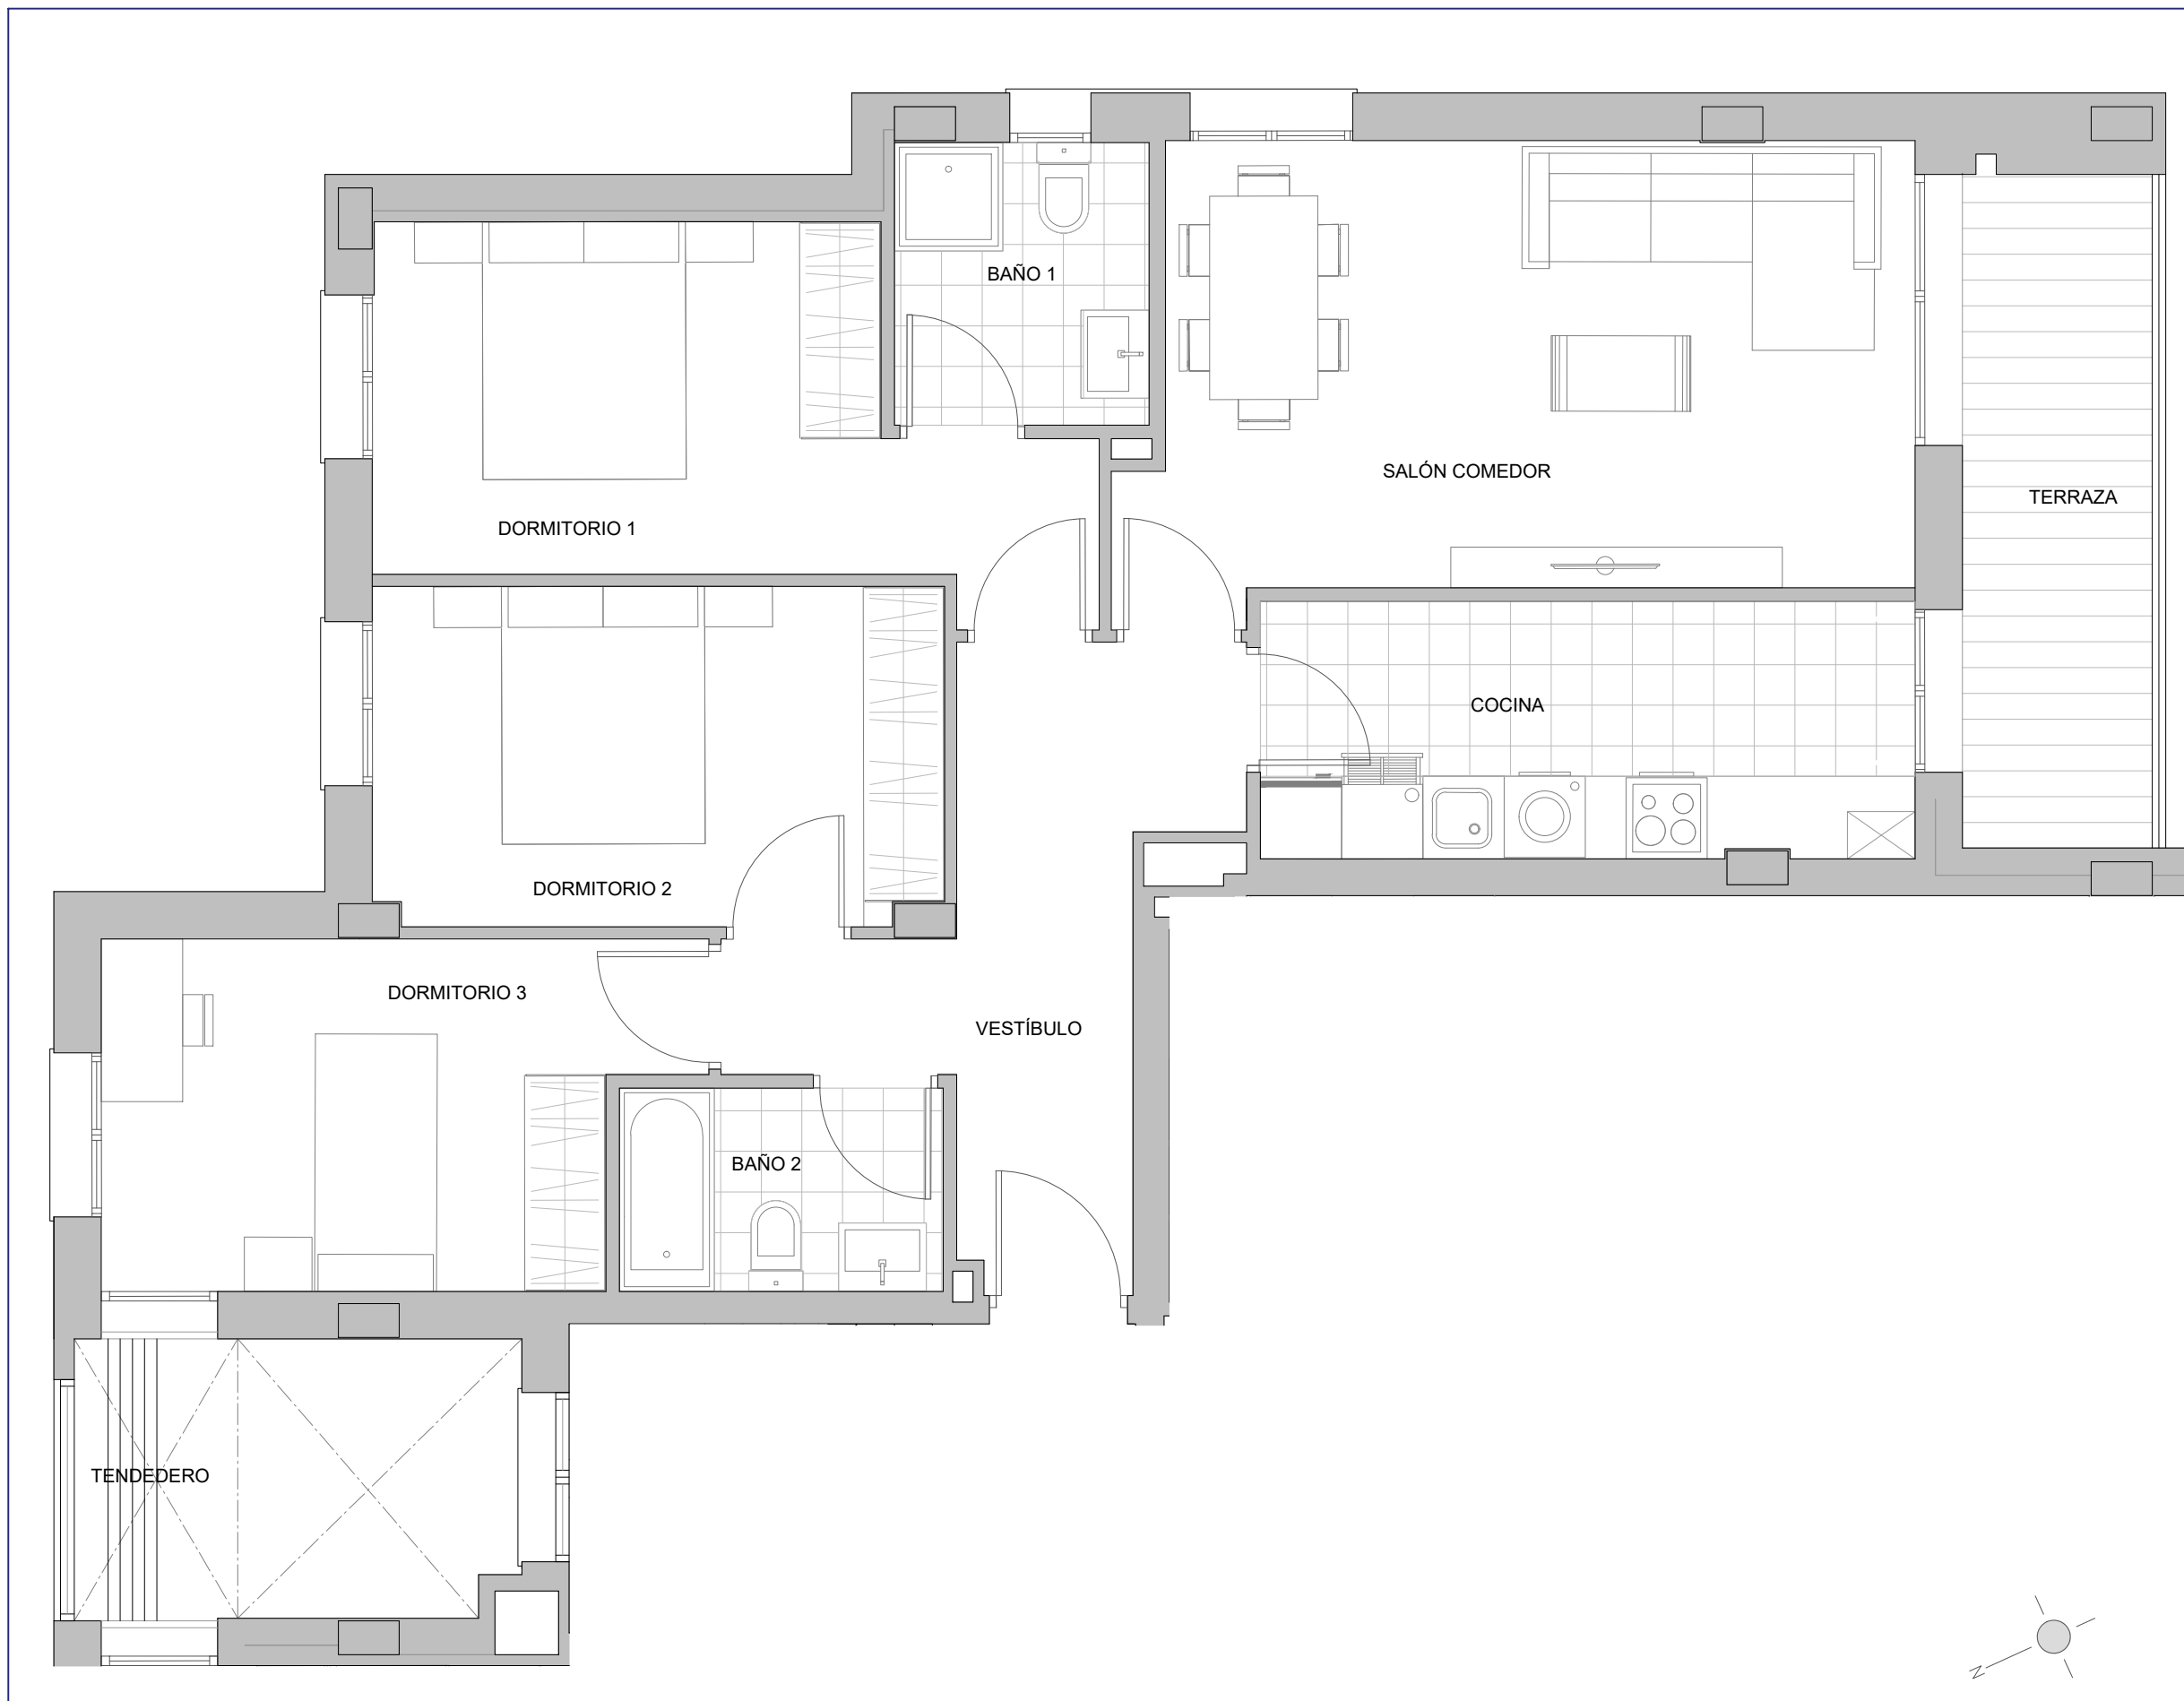 BAÑO 1
SALÓN COMEDOR
TERRAZA
DORMITORIO 1
COCINA
DORMITORIO 2
DORMITORIO 3
VESTÍBULO
BAÑO 2
TENDEDERO
N